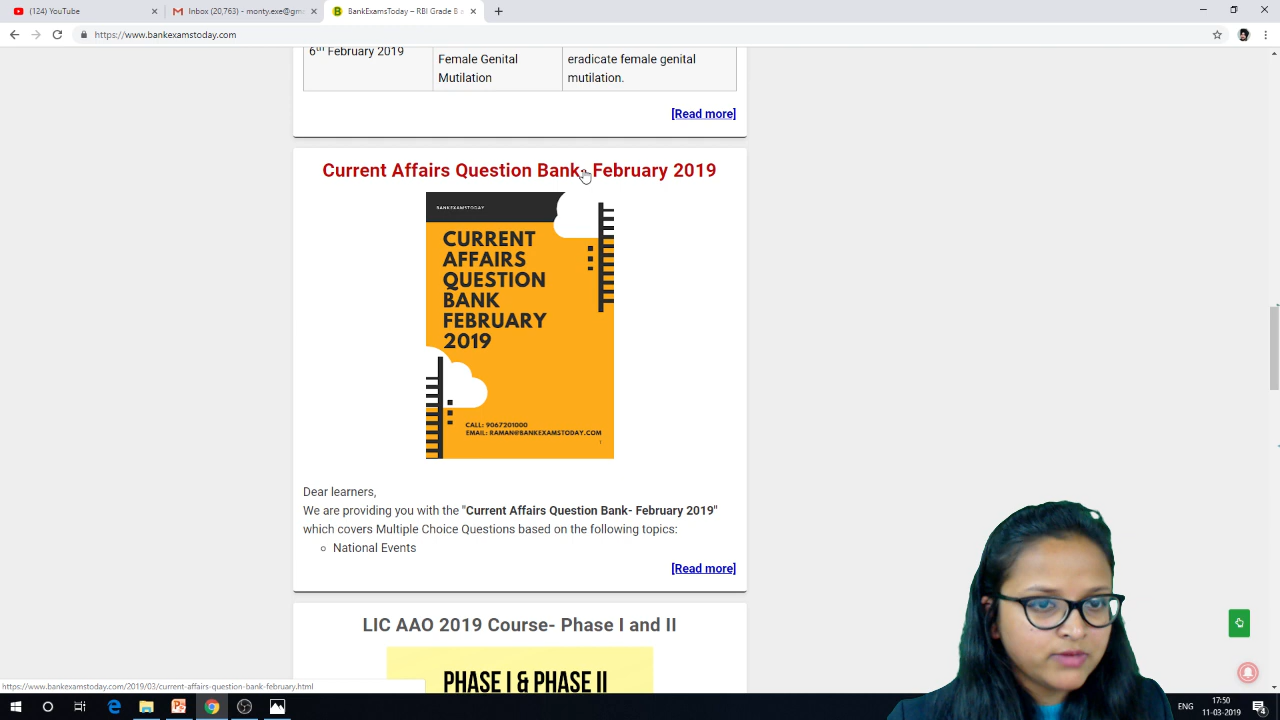 (124) YouTube
Inbox (20,763) - monty.exe@gm
BankExamsToday – RBI Grade B
https://www.bankexamstoday.com
6th February 2019
Female Genital
Mutilation
eradicate female genital
mutilation.
[Read more]
Current Affairs Question Bank- February 2019
BANKEXAMSTODAY
CURRENT
AFFAIRS
QUESTION
BANK
FEBRUARY
2019
CALL: 9067201000
EMAIL: RAMAN@BANKEXAMSTODAY.COM
Dear learners,
We are providing you with the "Current Affairs Question Bank- February 2019"
which covers Multiple Choice Questions based on the following topics:
National Events
[Read more]
LIC AAO 2019 Course- Phase I and II
PHASE I & PHASE II
https://www.bankexamstoday.com/2019/03/current-affairs-question-bank-february.html
ENG
17:50
11-03-2019
4